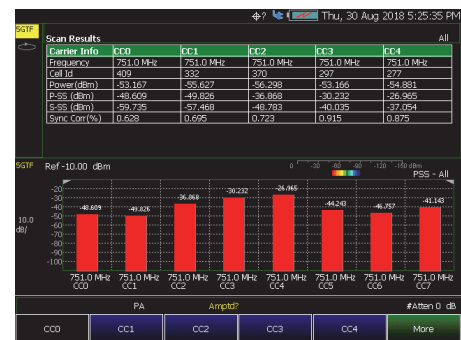 Thu, 30 Aug 2018 5:25:35 PM
5GTF
Scan Results All
Carrier Info CC0 CC1 CC2 CC3 CC4
Frequency 751.0 MHz 751.0 MHz 751.0 MHz 751.0 MHz 751.0 MHz
Cell Id 409 332 370 297 277
Power(dBm) -53.167 -55.627 -56.298 -53.166 -54.881
P-SS (dBm) -48.609 -49.826 -36.868 -30.232 -26.965
S-SS (dBm) -59.735 -57.468 -48.783 -40.035 -37.054
Sync Corr(%) 0.628 0.695 0.723 0.915 0.875
5GTF Ref -10.00 dBm 0 -30 -60 -90 -120 -150 dBm
PSS - All
-20
-30
-40
-50
-60
-70
-80
-90
-100
10.0
dB/
-48.609 -49.826 -36.868 -30.232 -26.965 -44.243 -46.757 -41.143
751.0 MHz 751.0 MHz 751.0 MHz 751.0 MHz 751.0 MHz 751.0 MHz 751.0 MHz 751.0 MHz
CC0 CC1 CC2 CC3 CC4 CC5 CC6 CC7
PA Amptd? #Atten 0 dB
CC0 CC1 CC2 CC3 CC4 More